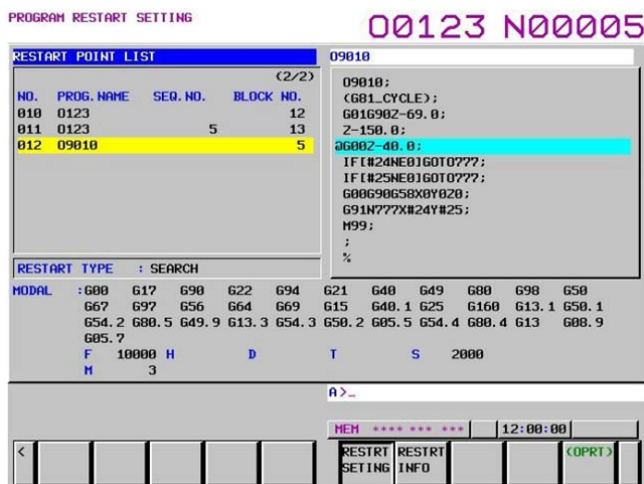 PROGRAM RESTART SETTING
O0123 N00005
RESTART POINT LIST
(2/2)
NO. PROG.NAME SEQ.NO. BLOCK NO.
010 O123 12
011 O123 5 13
012 O9010 5
RESTART TYPE : SEARCH
O9010
O9010;
(G81_CYCLE);
G01G90Z-69.0;
Z-150.0;
@G00Z-40.0;
IF[#24NE0]GOTO777;
IF[#25NE0]GOTO777;
G00G90G58X0Y020;
G91N777X#24Y#25;
M99;
;
%
MODAL :G00 G17 G90 G22 G94 G21 G40 G49 G80 G98 G50
G67 G97 G56 G64 G69 G15 G40.1 G25 G160 G13.1 G50.1
G54.2 G80.5 G49.9 G13.3 G54.3 G50.2 G05.5 G54.4 G80.4 G13 G08.9
G05.7
F 10000 H D T S 2000
M 3
A>_
MEM **** *** *** 12:00:00
< RESTRT SETING RESTRT INFO (OPRT)